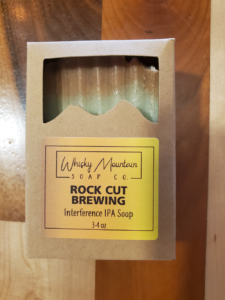 Whisky Mountain
SOAP CO.
ROCK CUT
BREWING
Interference IPA Soap
3-4 oz